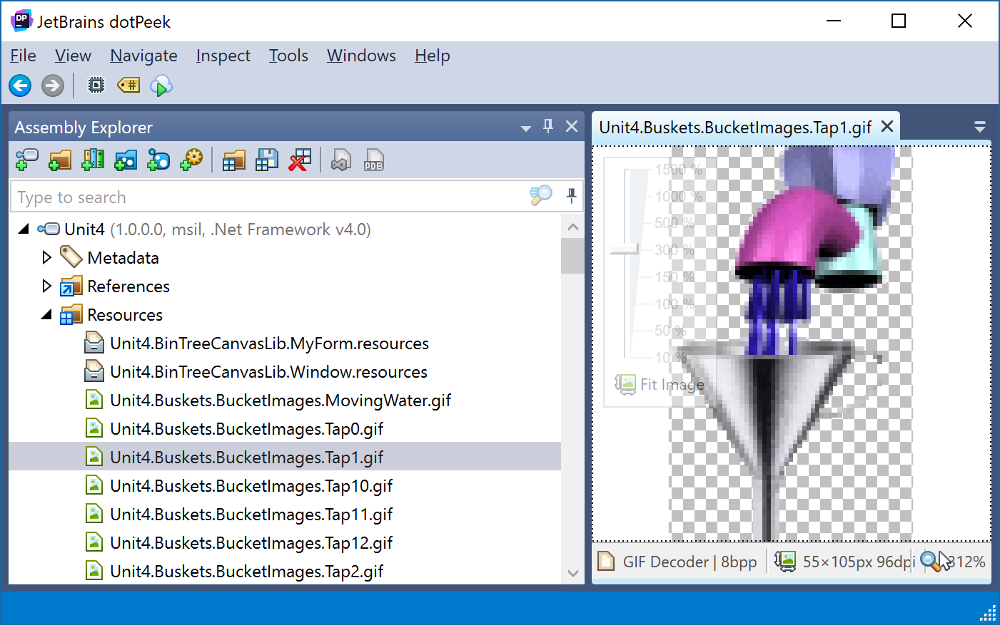 DP JetBrains dotPeek
File View Navigate Inspect Tools Windows Help
#
Assembly Explorer
PDB
Type to search
Unit4 (1.0.0.0, msil, .Net Framework v4.0)
Metadata
References
Resources
Unit4.BinTreeCanvasLib.MyForm.resources
Unit4.BinTreeCanvasLib.Window.resources
Unit4.Buskets.BucketImages.MovingWater.gif
Unit4.Buskets.BucketImages.Tap0.gif
Unit4.Buskets.BucketImages.Tap1.gif
Unit4.Buskets.BucketImages.Tap10.gif
Unit4.Buskets.BucketImages.Tap11.gif
Unit4.Buskets.BucketImages.Tap12.gif
Unit4.Buskets.BucketImages.Tap2.gif
Unit4.Buskets.BucketImages.Tap1.gif
1500 %
1000 %
500 %
300 %
150 %
100 %
50 %
10 %
Fit Image
GIF Decoder | 8bpp 55×105px 96dpi 312%